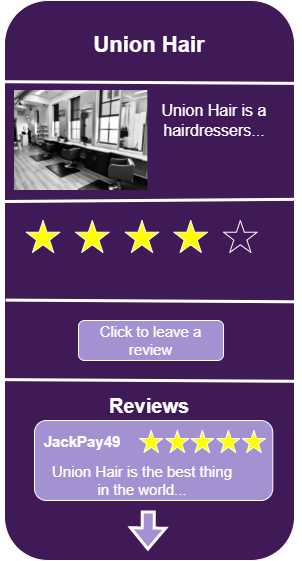 Union Hair
Union Hair is a
hairdressers...
Click to leave a
review
Reviews
JackPay49
Union Hair is the best thing
in the world...